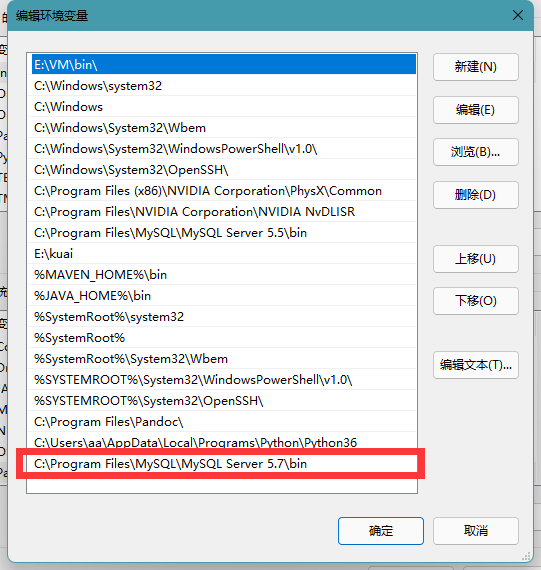 编辑环境变量
E:\VM\bin\
C:\Windows\system32
C:\Windows
C:\Windows\System32\Wbem
C:\Windows\System32\WindowsPowerShell\v1.0\
C:\Windows\System32\OpenSSH\
C:\Program Files (x86)\NVIDIA Corporation\PhysX\Common
C:\Program Files\NVIDIA Corporation\NVIDIA NvDLISR
C:\Program Files\MySQL\MySQL Server 5.5\bin
E:\kuai
%MAVEN_HOME%\bin
%JAVA_HOME%\bin
%SystemRoot%\system32
%SystemRoot%
%SystemRoot%\System32\Wbem
%SYSTEMROOT%\System32\WindowsPowerShell\v1.0\
%SYSTEMROOT%\System32\OpenSSH\
C:\Program Files\Pandoc\
C:\Users\aa\AppData\Local\Programs\Python\Python36
C:\Program Files\MySQL\MySQL Server 5.7\bin
新建(N)
编辑(E)
浏览(B)...
删除(D)
上移(U)
下移(O)
编辑文本(T)...
确定
取消